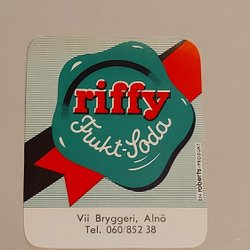 riffy
Frukt-Soda
EN roberts-PRODUKT
Vii Bryggeri, Alnö
Tel. 060/852 38